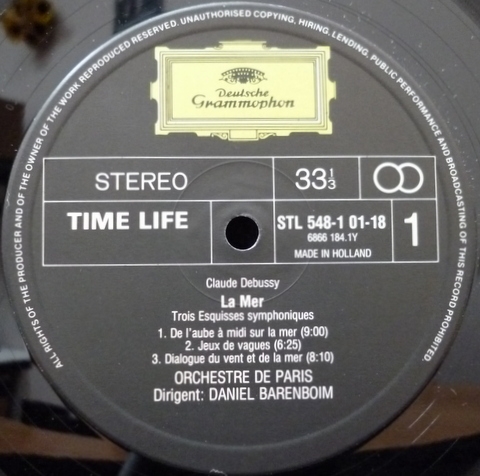 ALL RIGHTS OF THE PRODUCER AND OF THE OWNER OF THE WORK REPRODUCED RESERVED. UNAUTHORISED COPYING, HIRING, LENDING, PUBLIC PERFORMANCE AND BROADCASTING OF THIS RECORD PROHIBITED.
Deutsche
Grammophon
STEREO
33 1/3
TIME LIFE
STL 548-1 01-18
6866 184.1Y
MADE IN HOLLAND
1
Claude Debussy
La Mer
Trois Esquisses symphoniques
1. De l'aube à midi sur la mer (9:00)
2. Jeux de vagues (6:25)
3. Dialogue du vent et de la mer (8:10)
ORCHESTRE DE PARIS
Dirigent: DANIEL BARENBOIM